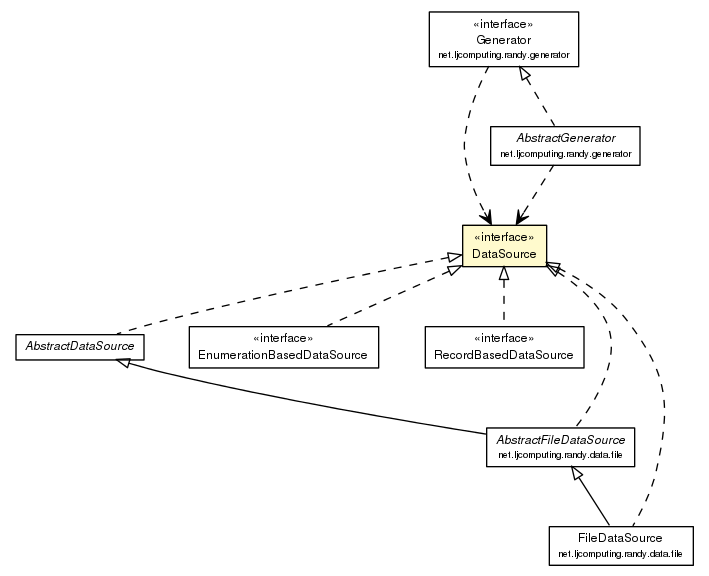 «interface»
Generator
net.ljcomputing.randy.generator
AbstractGenerator
net.ljcomputing.randy.generator
«interface»
DataSource
AbstractDataSource
«interface»
EnumerationBasedDataSource
«interface»
RecordBasedDataSource
AbstractFileDataSource
net.ljcomputing.randy.data.file
FileDataSource
net.ljcomputing.randy.data.file